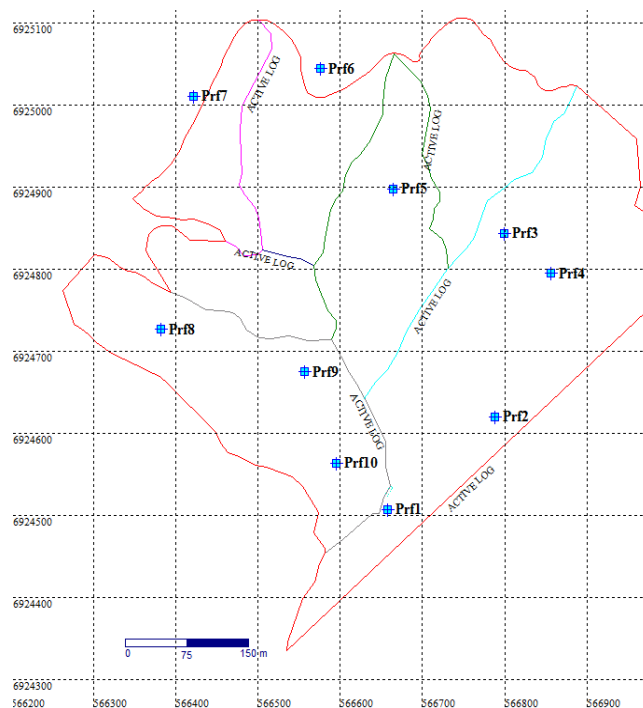 6925100
Prf6
ACTIVE LOG
Prf7
6925000
ACTIVE LOG
6924900
Prf5
Prf3
ACTIVE LOG
6924800
Prf4
ACTIVE LOG
Prf8
6924700
Prf9
ACTIVE LOG
Prf2
6924600
Prf10
ACTIVE LOG
Prf1
6924500
6924400
0 75 150 m
6924300
566200 566300 566400 566500 566600 566700 566800 566900